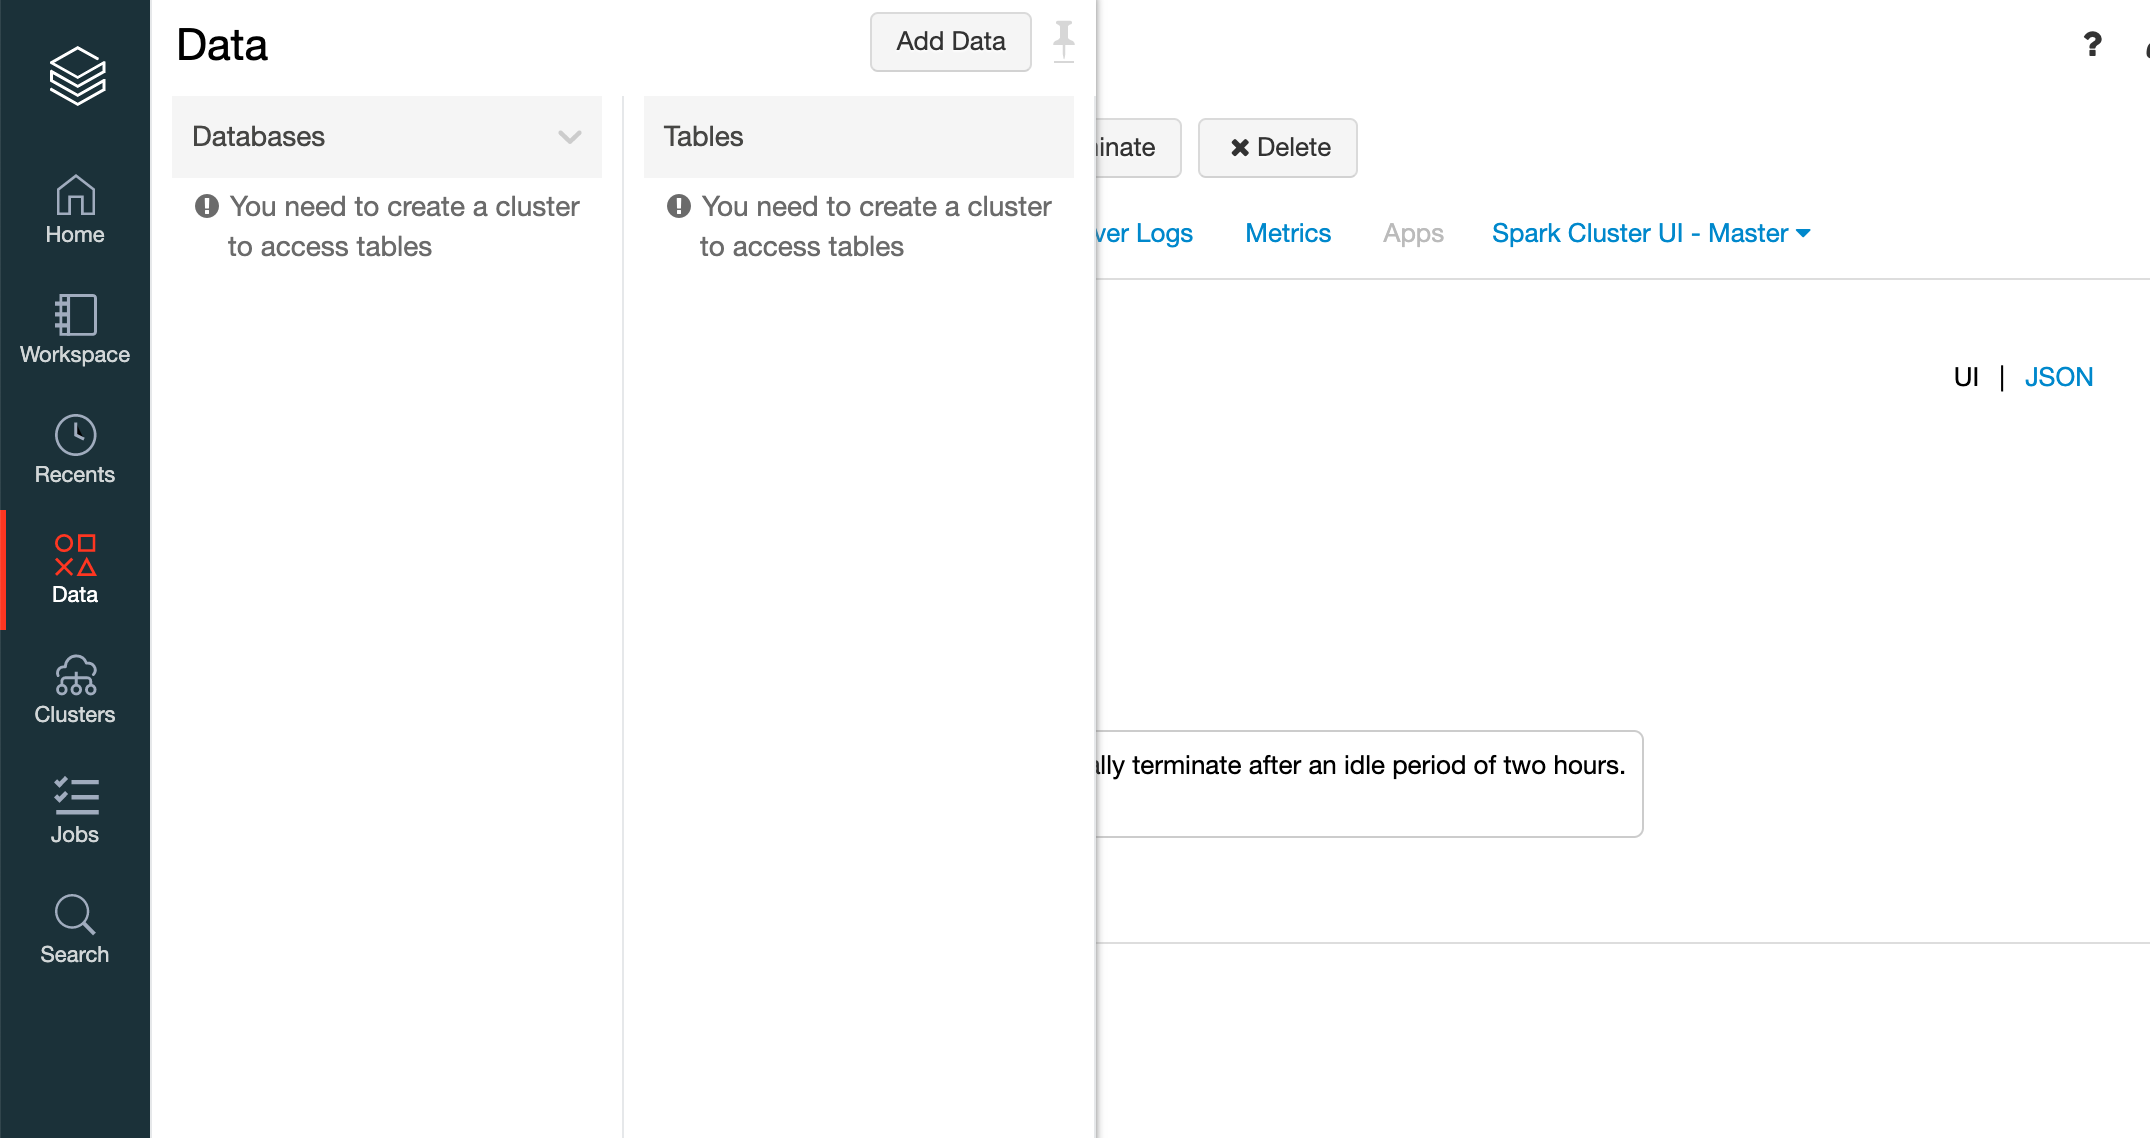 Data
Add Data
?
Databases
Tables
You need to create a cluster
to access tables
You need to create a cluster
to access tables
Home
Workspace
Recents
Data
Clusters
Jobs
Search
inate
Delete
ver Logs
Metrics
Apps
Spark Cluster UI - Master
UI | JSON
ally terminate after an idle period of two hours.